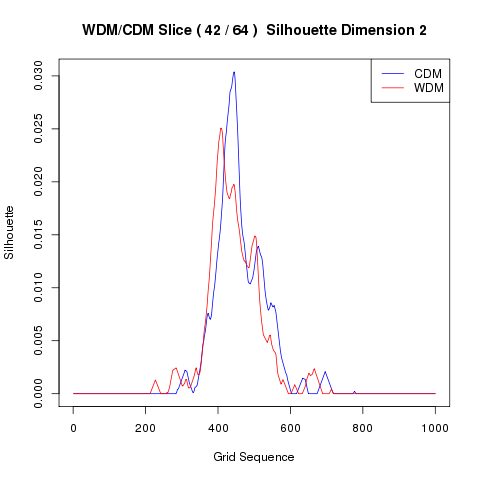 WDM/CDM Slice ( 42 / 64 )  Silhouette Dimension 2
CDM
WDM
0.030
0.025
0.020
0.015
0.010
0.005
0.000
Silhouette
0 200 400 600 800 1000
Grid Sequence